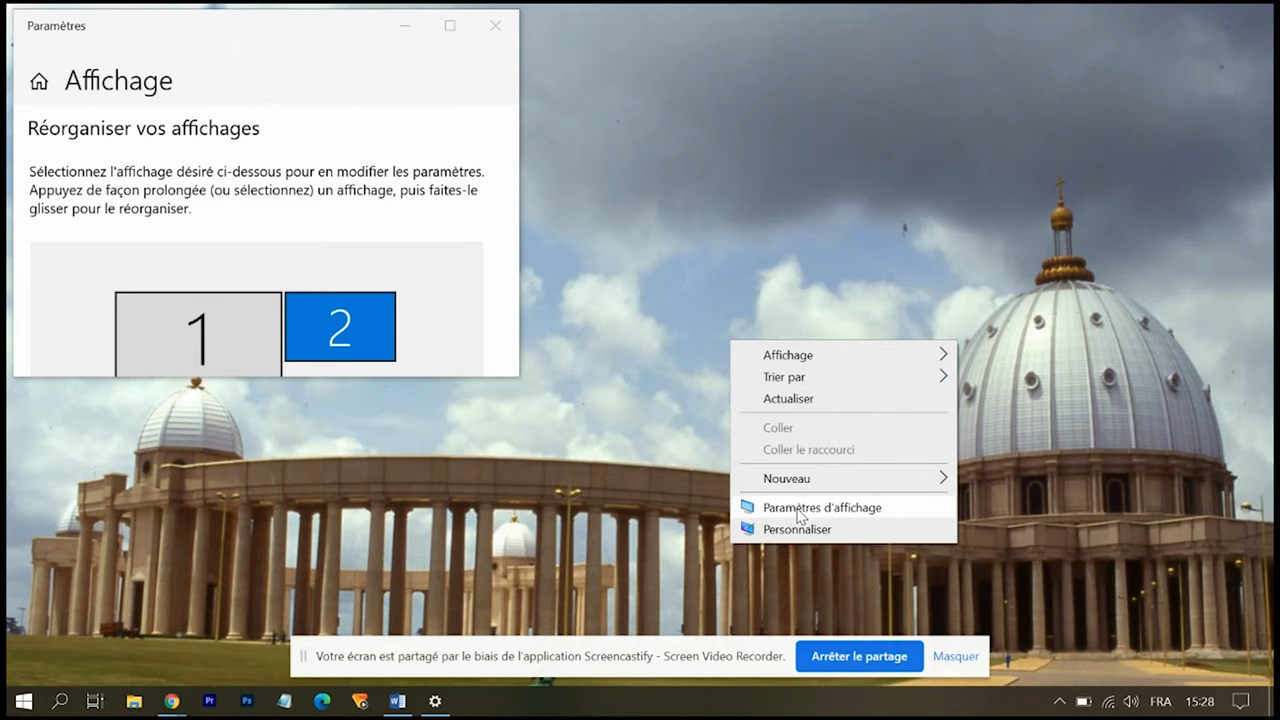 Paramètres
Affichage
Réorganiser vos affichages
Sélectionnez l'affichage désiré ci-dessous pour en modifier les paramètres.
Appuyez de façon prolongée (ou sélectionnez) un affichage, puis faites-le
glisser pour le réorganiser.
1
2
Affichage
Trier par
Actualiser
Coller
Coller le raccourci
Nouveau
Paramètres d'affichage
Personnaliser
Votre écran est partagé par le biais de l'application Screencastify - Screen Video Recorder.
Arrêter le partage
Masquer
Pr
Ps
W
FRA
15:28